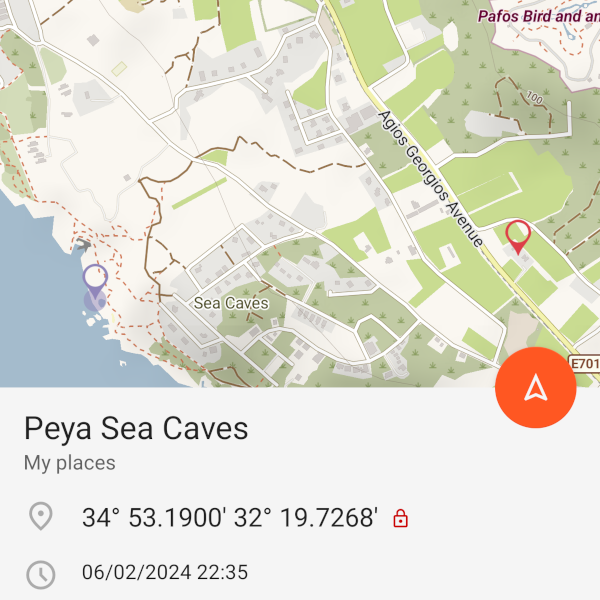 Pafos Bird and an
100
Agios Georgios Avenue
Sea Caves
E701
Peya Sea Caves
My places
34° 53.1900' 32° 19.7268'
06/02/2024 22:35